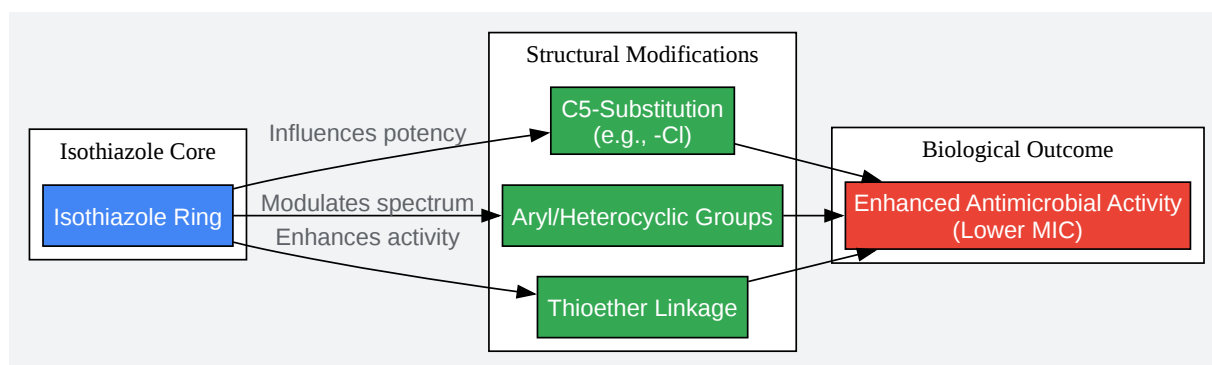 Isothiazole Core
Isothiazole Ring
Influences potency
Modulates spectrum
Enhances activity
Structural Modifications
C5-Substitution
(e.g., -Cl)
Aryl/Heterocyclic Groups
Thioether Linkage
Biological Outcome
Enhanced Antimicrobial Activity
(Lower MIC)